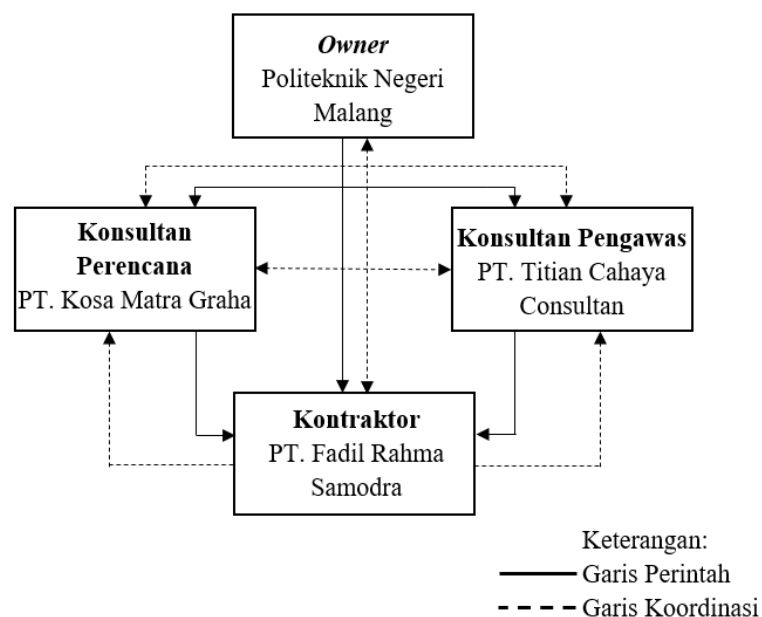 Owner
Politeknik Negeri
Malang
Konsultan
Perencana
PT. Kosa Matra Graha
Konsultan Pengawas
PT. Titian Cahaya
Consultan
Kontraktor
PT. Fadil Rahma
Samodra
Keterangan:
Garis Perintah
Garis Koordinasi